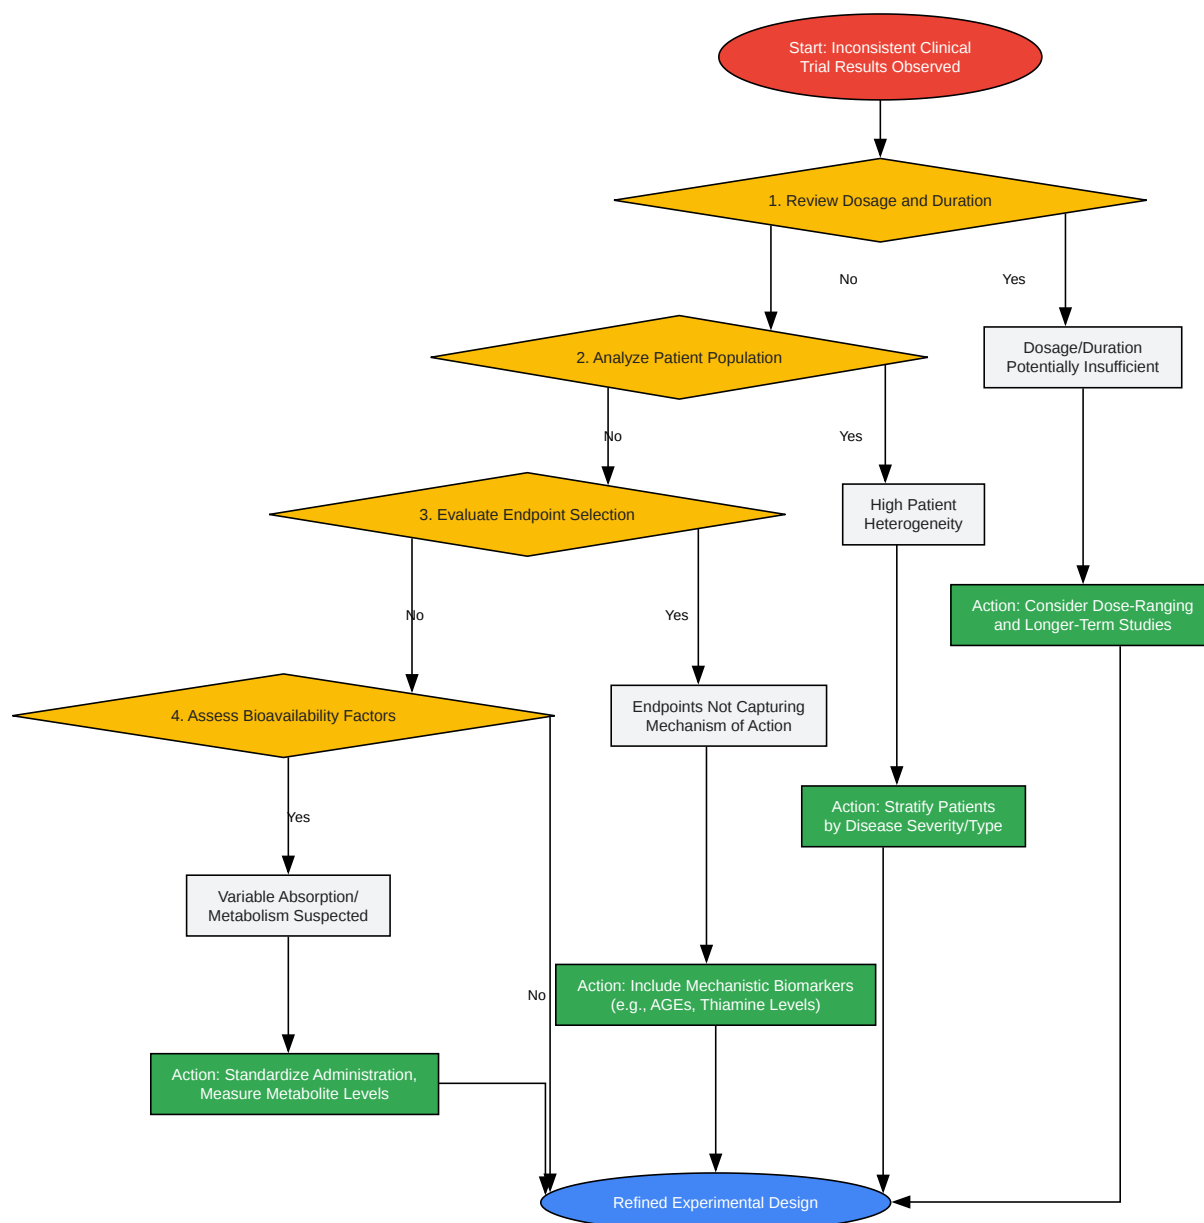 Start: Inconsistent Clinical
Trial Results Observed
1. Review Dosage and Duration
No
Yes
2. Analyze Patient Population
Dosage/Duration
Potentially Insufficient
No
Yes
3. Evaluate Endpoint Selection
High Patient
Heterogeneity
Action: Consider Dose-Ranging
and Longer-Term Studies
No
Yes
4. Assess Bioavailability Factors
Endpoints Not Capturing
Mechanism of Action
Action: Stratify Patients
by Disease Severity/Type
Yes
Variable Absorption/
Metabolism Suspected
No
Action: Include Mechanistic Biomarkers
(e.g., AGEs, Thiamine Levels)
Action: Standardize Administration,
Measure Metabolite Levels
Refined Experimental Design